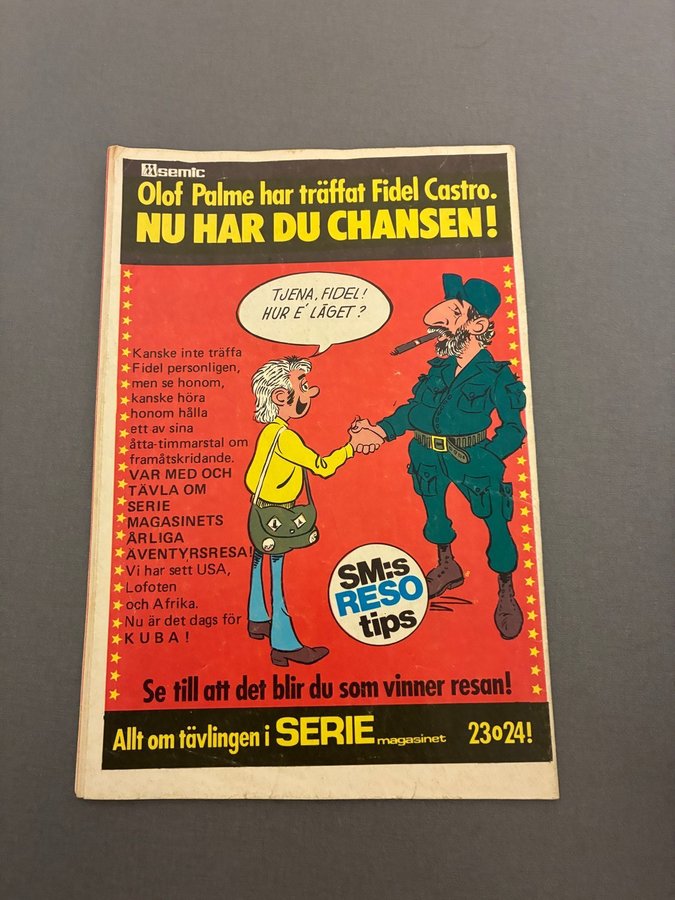 semic
Olof Palme har träffat Fidel Castro.
NU HAR DU CHANSEN!
TJENA, FIDEL!
HUR E' LÄGET?
Kanske inte träffa
Fidel personligen,
men se honom,
kanske höra
honom hålla
ett av sina
åtta-timmarstal om
framåtskridande.
VAR MED OCH
TÄVLA OM
SERIE
MAGASINETS
ÅRLIGA
ÄVENTYRSRESA!
Vi har sett USA,
Lofoten
och Afrika.
Nu är det dags för
KUBA!
SM:s
RESO
tips
Se till att det blir du som vinner resan!
Allt om tävlingen i SERIE magasinet 23o24!